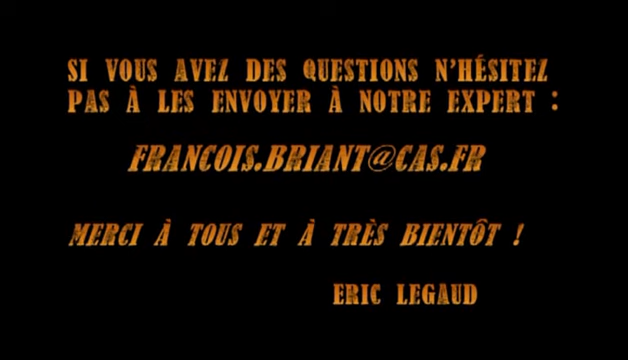 SI VOUS AVEZ DES QUESTIONS N'HÉSITEZ
PAS À LES ENVOYER À NOTRE EXPERT :
FRANCOIS.BRIANT@CAS.FR
MERCI À TOUS ET À TRÈS BIENTÔT !
ERIC LEGAUD